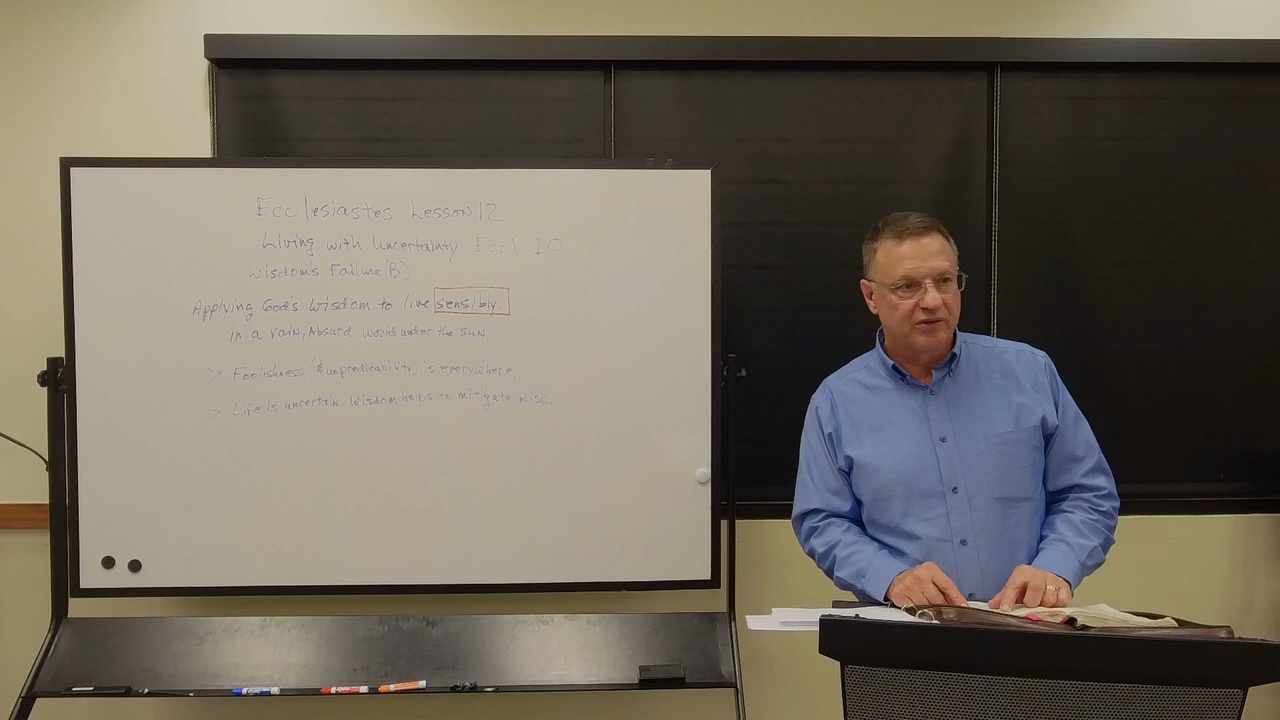 Ecclesiastes Lesson 12
Living with Uncertainty - Eccl 10
Wisdom's Failure (B)
Applying God's Wisdom to live sensibly.
in a vain, Absurd world under the sun.
> Foolishness (& unpredicability) is everywhere.
> Life is uncertain. Wisdom helps to mitigate Risk.